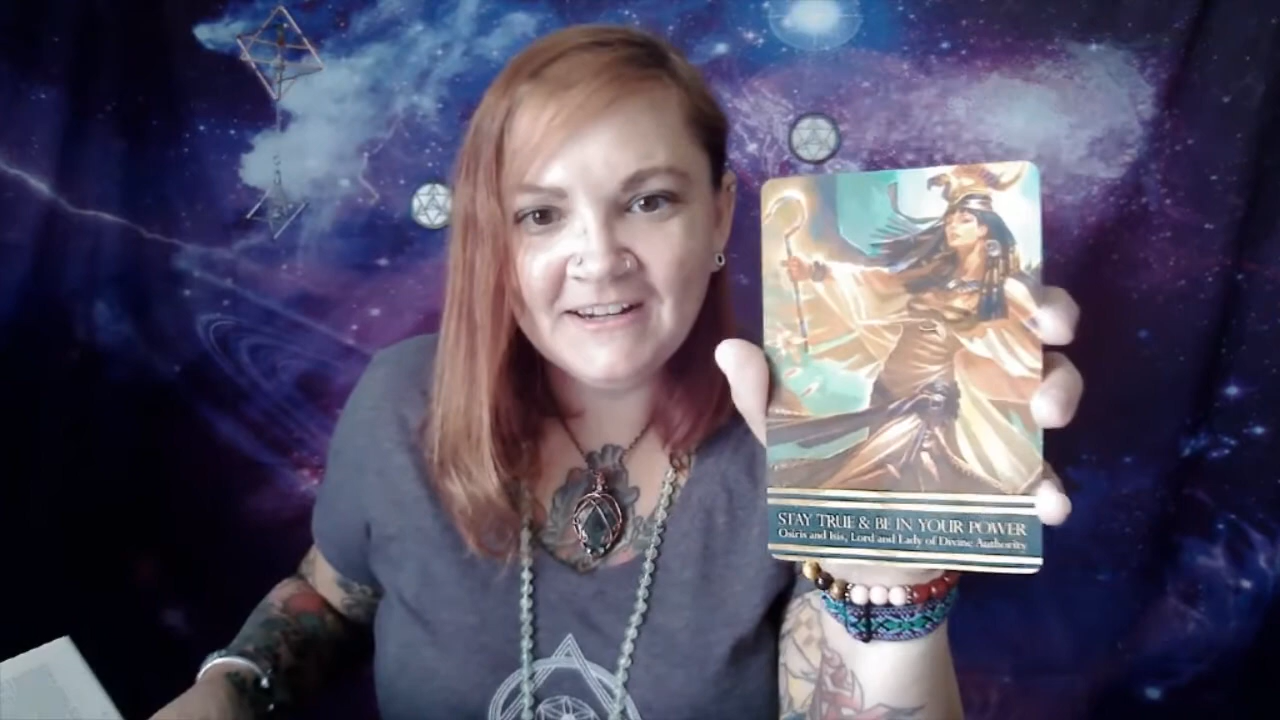 STAY TRUE & BE IN YOUR POWER
Osiris and Isis, Lord and Lady of Divine Authority